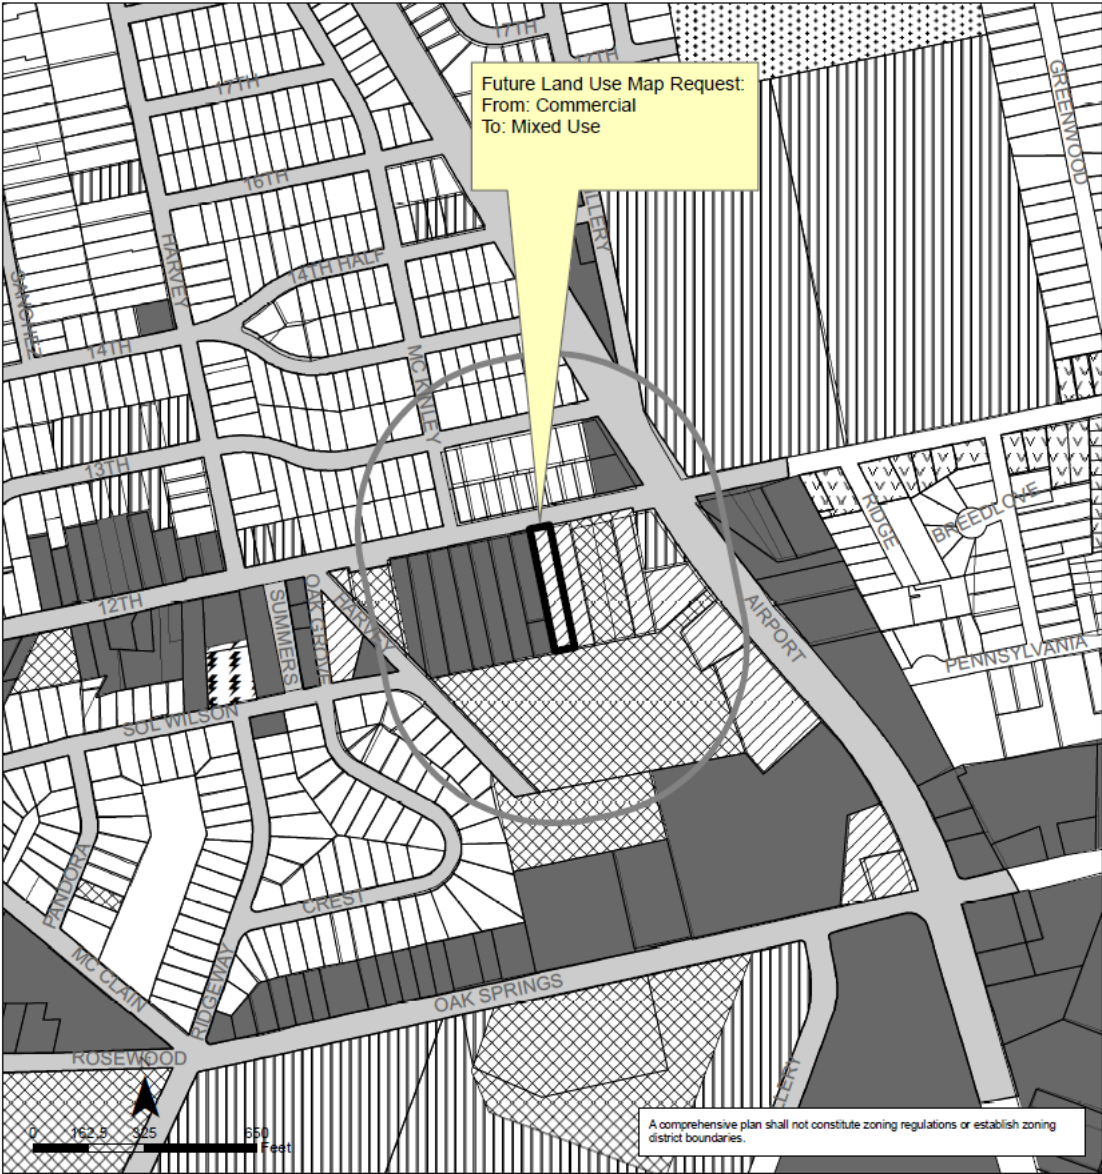 17TH
17TH
17TH
Future Land Use Map Request:
From: Commercial
To: Mixed Use
GREENWOOD
16TH
HARVEY
14TH HALF
14TH
MC KINLEY
13TH
RIDGE
BREEDLOVE
12TH
SUMMERS
OAK GROVE
AIRPORT
PENNSYLVANIA
SOL WILSON
PANDORA
CREST
MC CLAIN
RIDGEWAY
OAK SPRINGS
ROSEWOOD
0 162.5 325 650
Feet
A comprehensive plan shall not constitute zoning regulations or establish zoning
district boundaries.